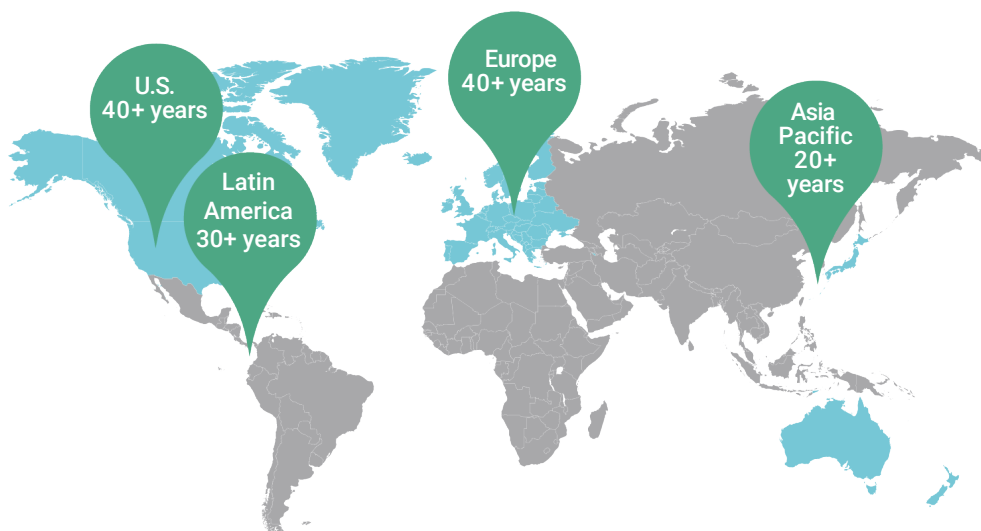 U.S.
40+ years
Latin
America
30+ years
Europe
40+ years
Asia
Pacific
20+
years